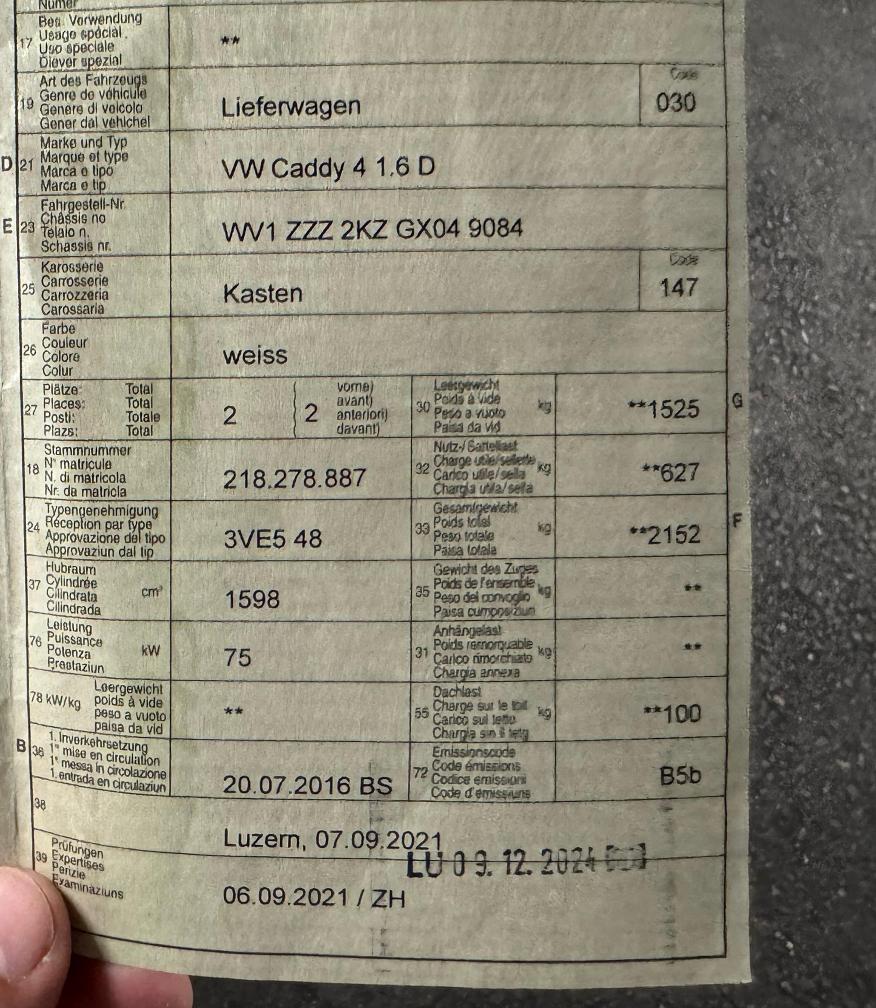 Numer
17 Bes. Verwendung
Usage spécial
Uso speciale
Diever spezial
**
19 Art des Fahrzeugs
Genre de véhicule
Genere di veicolo
Gener dal vehichel
Lieferwagen
Code
030
D 21 Marke und Typ
Marque et type
Marca e tipo
Marca e tip
VW Caddy 4 1.6 D
E 23 Fahrgestell-Nr.
Châssis no
Telaio n.
Schassis nr.
WV1 ZZZ 2KZ GX04 9084
25 Karosserie
Carrosserie
Carrozzeria
Carossaria
Kasten
Code
147
26 Farbe
Couleur
Colore
Colur
weiss
27 Plätze: Total
Places: Total
Posti: Totale
Plazs: Total
2
2
vorne)
avant)
anteriori)
davant)
30 Leergewicht
Poids à vide
Peso a vuoto
Paisa da vid
kg
**1525
G
18 Stammnummer
N° matricule
N. di matricola
Nr. da matricla
218.278.887
32 Nutz-/Sattellast
Charge utile/sellette
Carico utile/sella
Chargia utila/sella
kg
**627
24 Typengenehmigung
Réception par type
Approvazione del tipo
Approvaziun dal tip
3VE5 48
33 Gesamtgewicht
Poids total
Peso totale
Paisa totala
kg
**2152
F
37 Hubraum
Cylindrée
Cilindrata
Cilindrada
cm³
1598
35 Gewicht des Zuges
Poids de l'ensemble
Peso del convoglio
Paisa cumposiziun
kg
**
76 Leistung
Puissance
Potenza
Prestaziun
kW
75
31 Anhängelast
Poids remorquable
Carico rimorchiato
Chargia annexa
kg
**
78 kW/kg
Leergewicht
poids à vide
peso a vuoto
paisa da vid
**
55 Dachlast
Charge sur le toit
Carico sul tetto
Chargia sin il tetg
kg
**100
B 36 1. Inverkehrsetzung
1re mise en circulation
1a messa in circolazione
1. entrada en circulaziun
20.07.2016 BS
72 Emissionscode
Code émissions
Codice emissioni
Code d'emissiuns
B5b
38
Luzern, 07.09.2021
LU 0 9. 12. 2024
39 Prüfungen
Expertises
Perizie
Examinaziuns
06.09.2021 / ZH